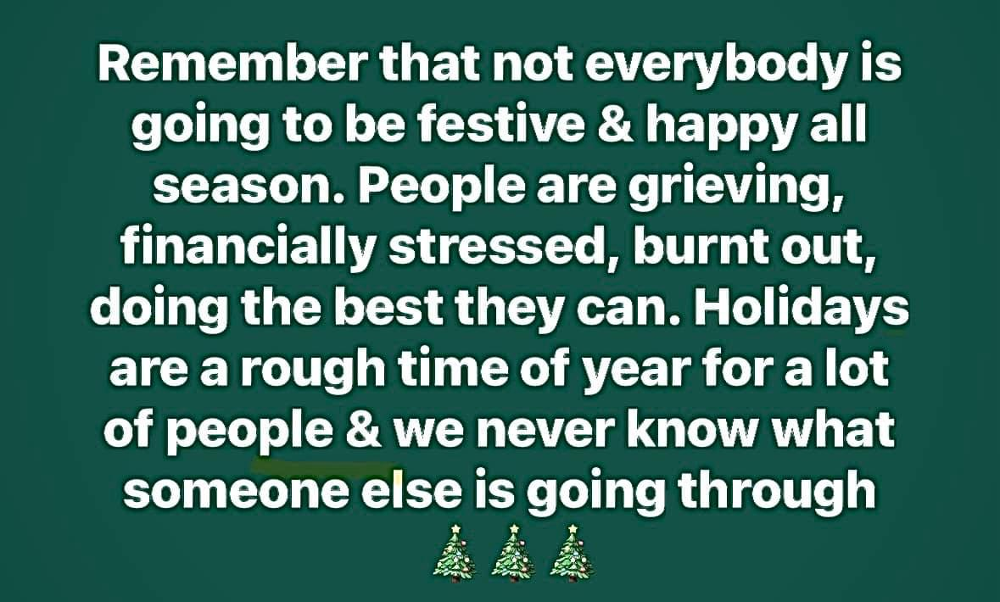 Remember that not everybody is
going to be festive & happy all
season. People are grieving,
financially stressed, burnt out,
doing the best they can. Holidays
are a rough time of year for a lot
of people & we never know what
someone else is going through
🎄🎄🎄